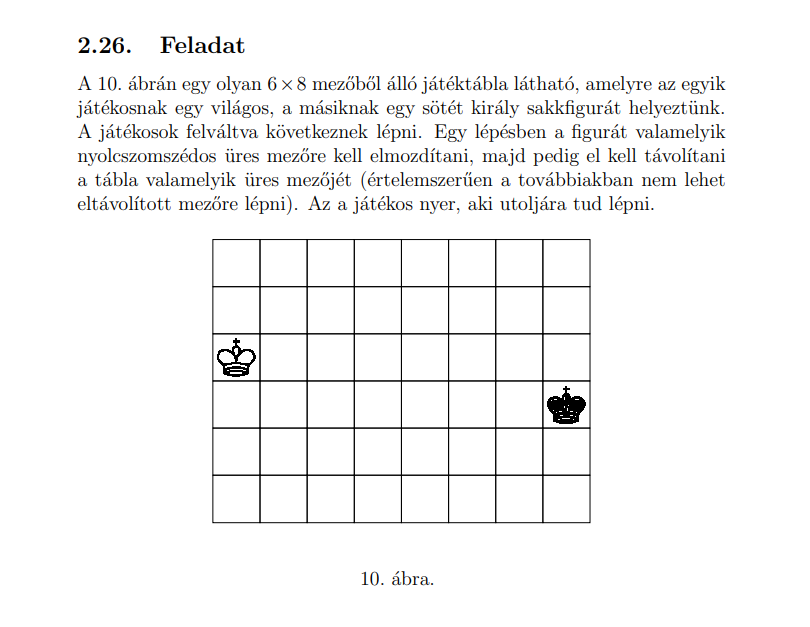 2.26. Feladat
A 10. ábrán egy olyan 6 × 8 mezőből álló játéktábla látható, amelyre az egyik
játékosnak egy világos, a másiknak egy sötét király sakkfigurát helyeztünk.
A játékosok felváltva következnek lépni. Egy lépésben a figurát valamelyik
nyolcszomszédos üres mezőre kell elmozdítani, majd pedig el kell távolítani
a tábla valamelyik üres mezőjét (értelemszerűen a továbbiakban nem lehet
eltávolított mezőre lépni). Az a játékos nyer, aki utoljára tud lépni.
10. ábra.